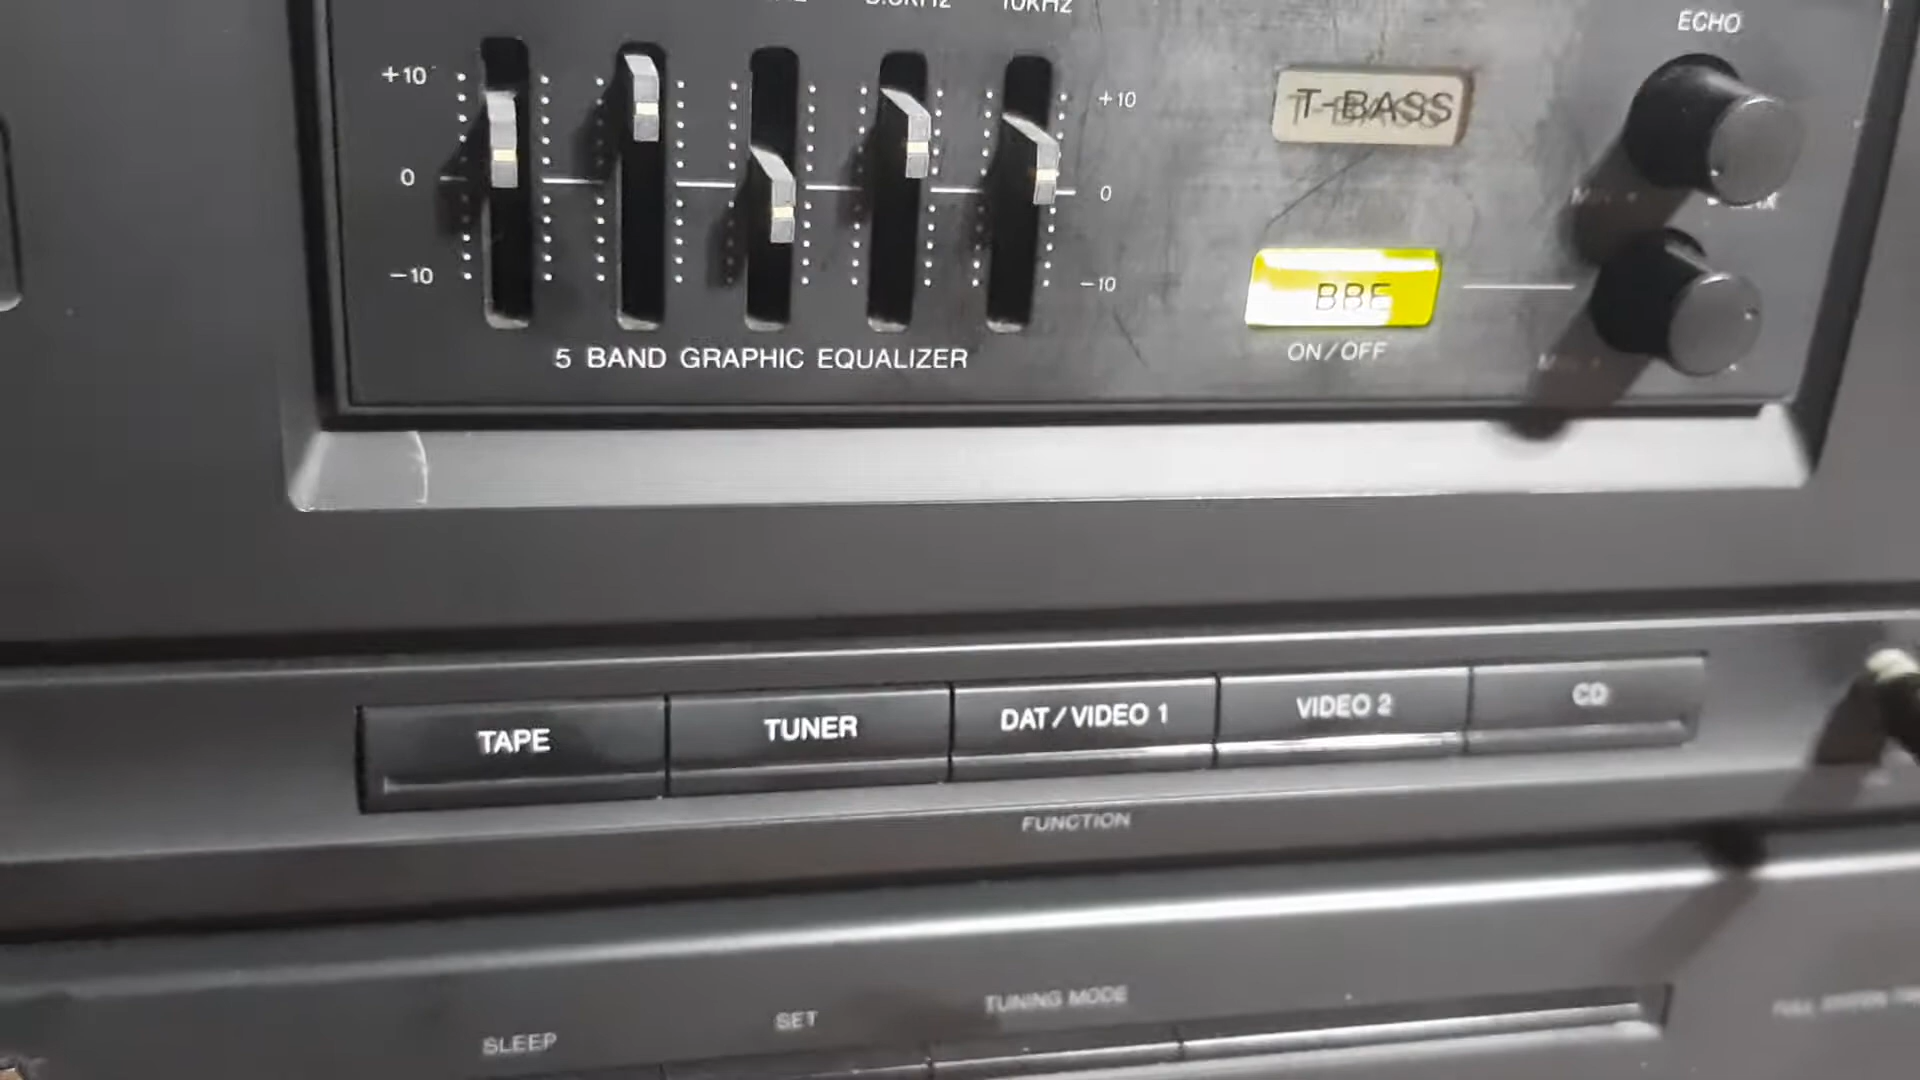 10KHz
ECHO
+10
+10
T-BASS
0
0
-10
-10
BBE
5 BAND GRAPHIC EQUALIZER
ON/OFF
TAPE
TUNER
DAT/VIDEO 1
VIDEO 2
CD
FUNCTION
TUNING MODE
SET
SLEEP